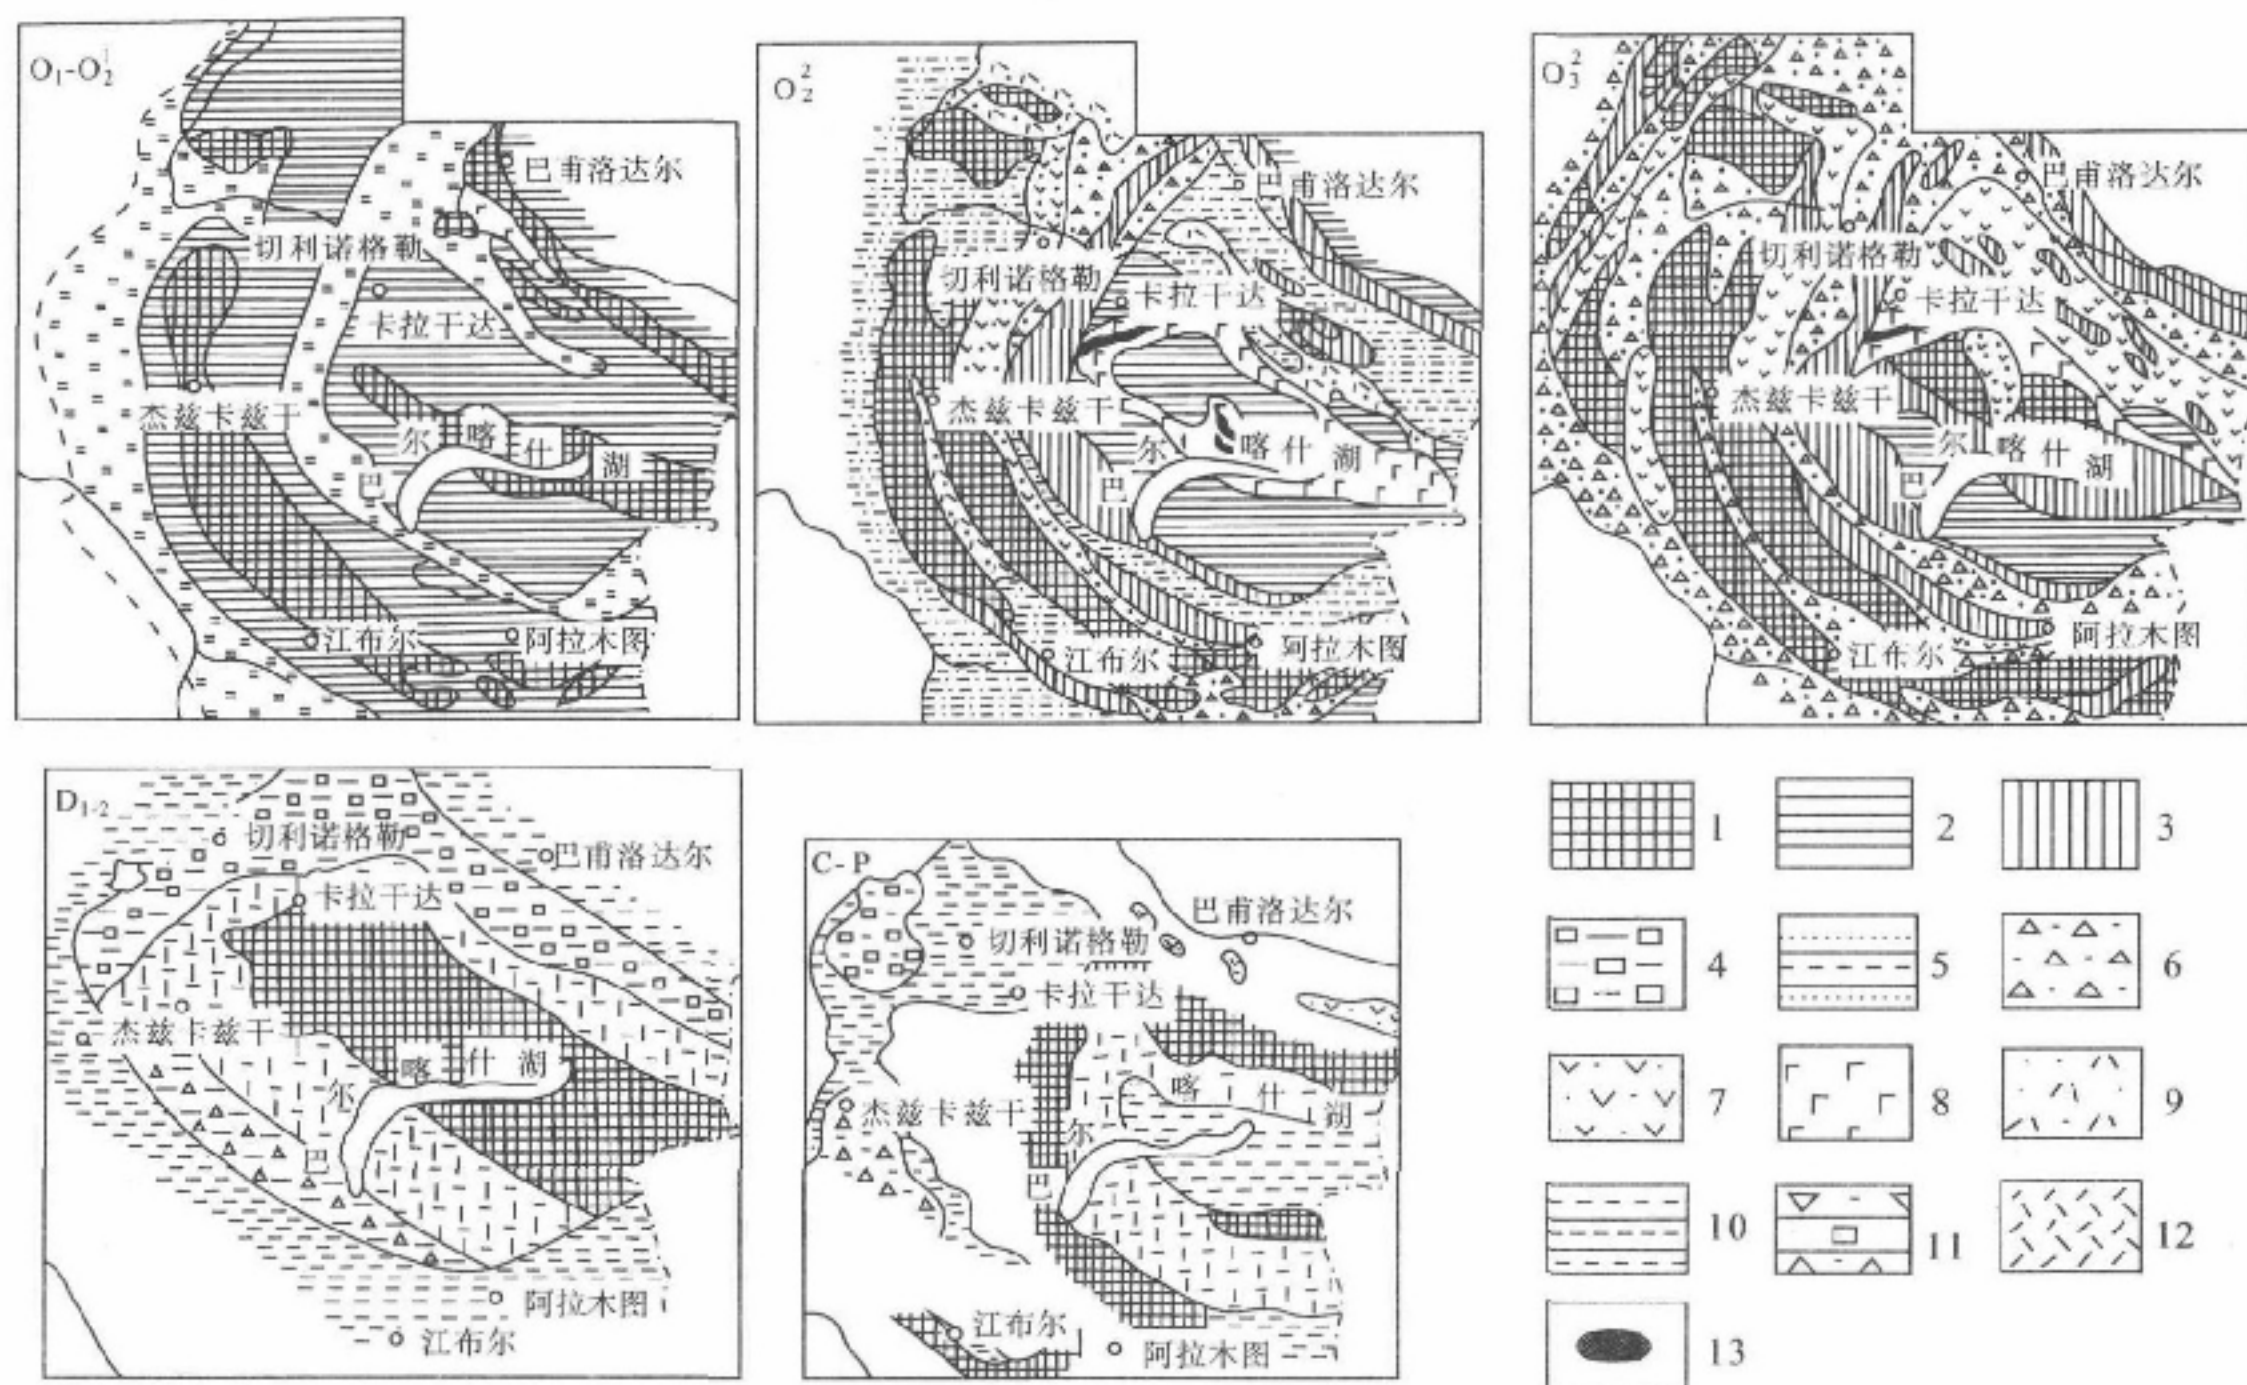 O₁-O₂¹
巴甫洛达尔
切利诺格勒
卡拉干达
杰兹卡兹干
尔 喀 什 湖
巴
江布尔
阿拉木图
O₂²
巴甫洛达尔
切利诺格勒
卡拉干达
杰兹卡兹干
尔 喀 什 湖
巴
江布尔
阿拉木图
O₃²
巴甫洛达尔
切利诺格勒
卡拉干达
杰兹卡兹干
尔 喀 什 湖
巴
阿拉木图
江布尔
D₁₋₂
切利诺格勒
巴甫洛达尔
卡拉干达
杰兹卡兹干
尔 喀 什 湖
巴
阿拉木图
江布尔
C-P
巴甫洛达尔
切利诺格勒
卡拉干达
杰兹卡兹干
尔 喀 什 湖
巴
江布尔
阿拉木图
1 2 3
4 5 6
7 8 9
10 11 12
13